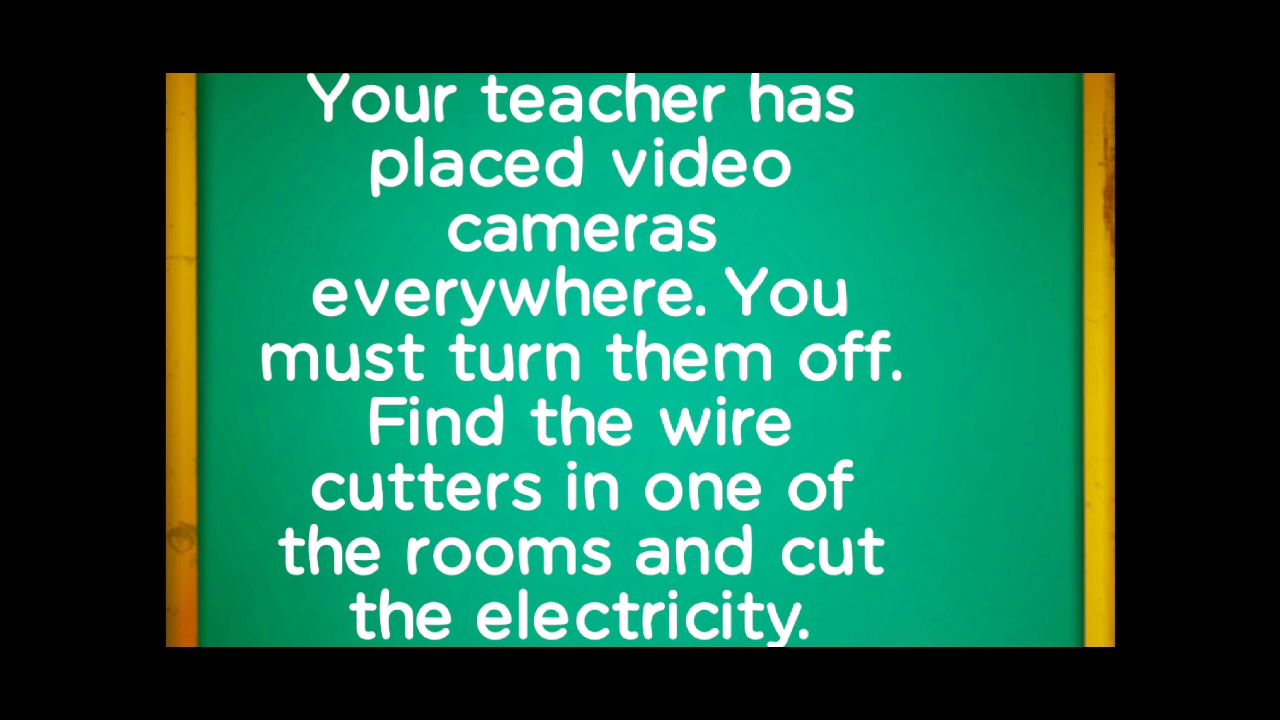 Your teacher has
placed video
cameras
everywhere. You
must turn them off.
Find the wire
cutters in one of
the rooms and cut
the electricity.